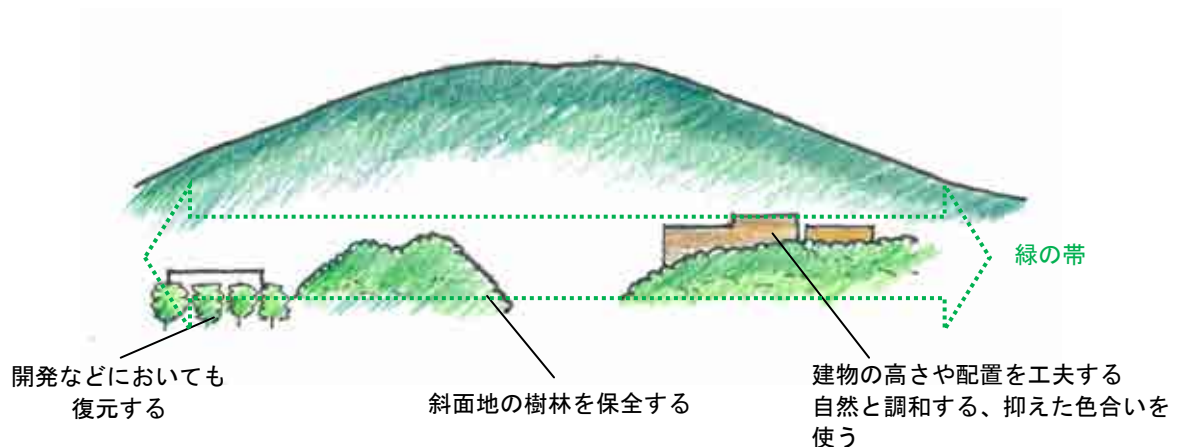 緑の帯
開発などにおいても
復元する
斜面地の樹林を保全する
建物の高さや配置を工夫する
自然と調和する、抑えた色合いを
使う